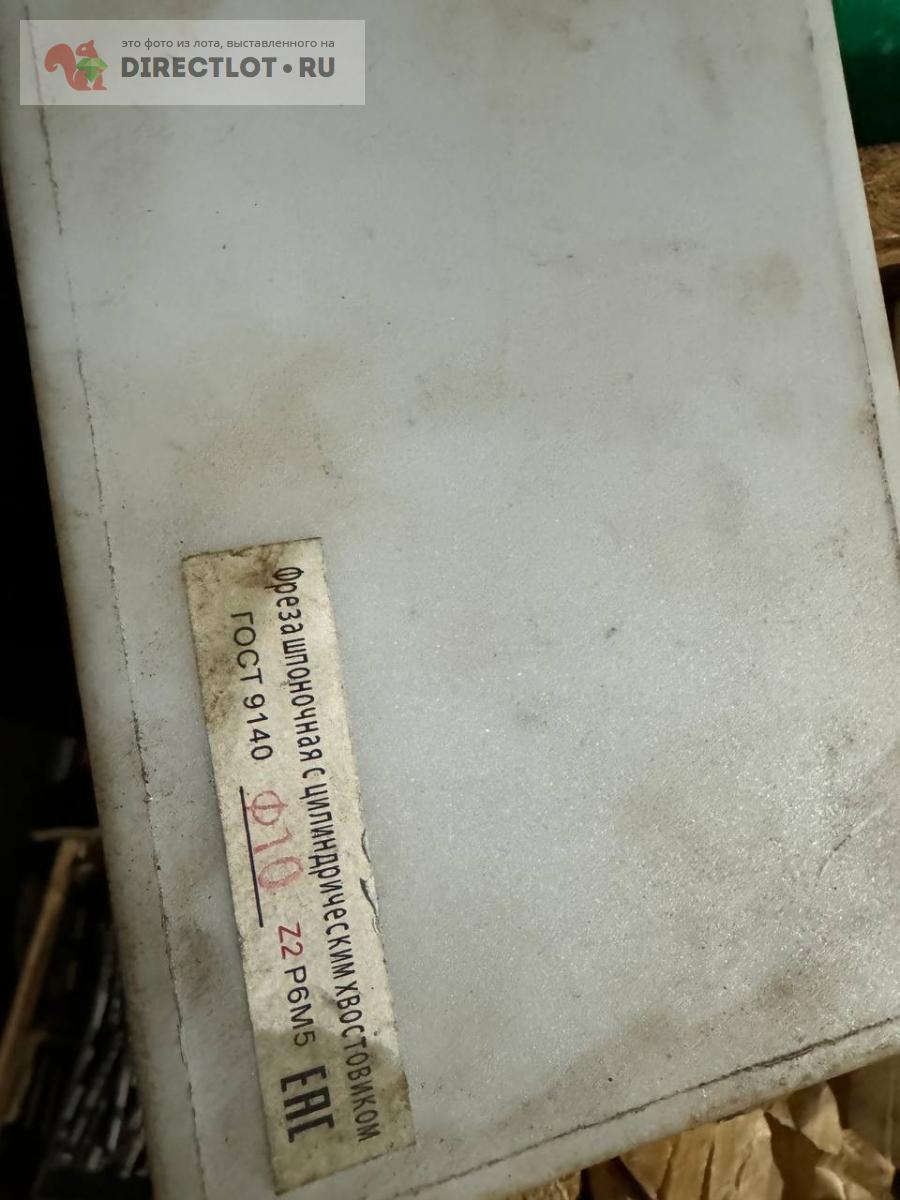 это фото из лота, выставленного на
DIRECTLOT•RU
Фреза шпоночная с цилиндрическим хвостовиком
ГОСТ 9140 Ф10 Z2 Р6М5 ЕАС